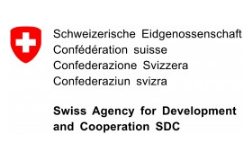 Schweizerische Eidgenossenschaft
Confédération suisse
Confederazione Svizzera
Confederaziun svizra
Swiss Agency for Development
and Cooperation SDC